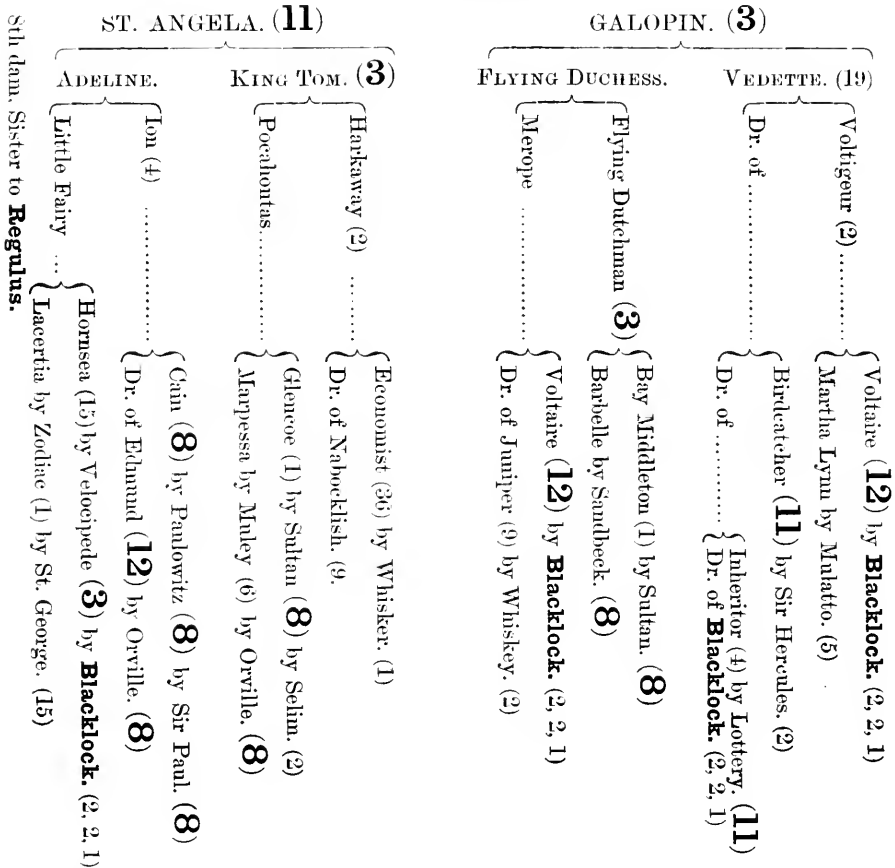 ST. ANGELA. (11)
GALOPIN. (3)
ADELINE.
KING TOM. (3)
FLYING DUCHESS.
VEDETTE. (19)
Voltigeur (2) ..........
Voltaire (12) by Blacklock. (2, 2, 1)
Martha Lynn by Mulatto. (5)
Dr. of ....................
Birdcatcher (11) by Sir Hercules. (2)
Dr. of ..........
Inheritor (4) by Lottery. (11)
Dr. of Blacklock. (2, 2, 1)
Flying Dutchman (3)
Bay Middleton (1) by Sultan. (8)
Barbelle by Sandbeck. (8)
Merope ................
Voltaire (12) by Blacklock. (2, 2, 1)
Dr. of Juniper (9) by Whiskey. (2)
Harkaway (2) ........
Economist (36) by Whisker. (1)
Dr. of Nabocklish. (9.
Pocahontas..............
Glencoe (1) by Sultan (8) by Selim. (2)
Marpessa by Muley (6) by Orville. (8)
Ion (4) ..................
Cain (8) by Paulowitz (8) by Sir Paul. (8)
Dr. of Edmund (12) by Orville. (8)
Little Fairy ...
Hornsea (15) by Velocipede (3) by Blacklock. (2, 2, 1)
Lacertia by Zodiac (1) by St. George. (15)
8th dam, Sister to Regulus.